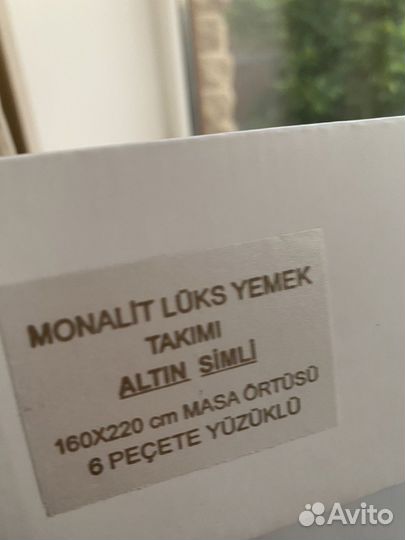 MONALİT LÜKS YEMEK
TAKIMI
ALTIN SİMLİ
160X220 cm MASA ÖRTÜSÜ
6 PEÇETE YÜZÜKLÜ
Avito